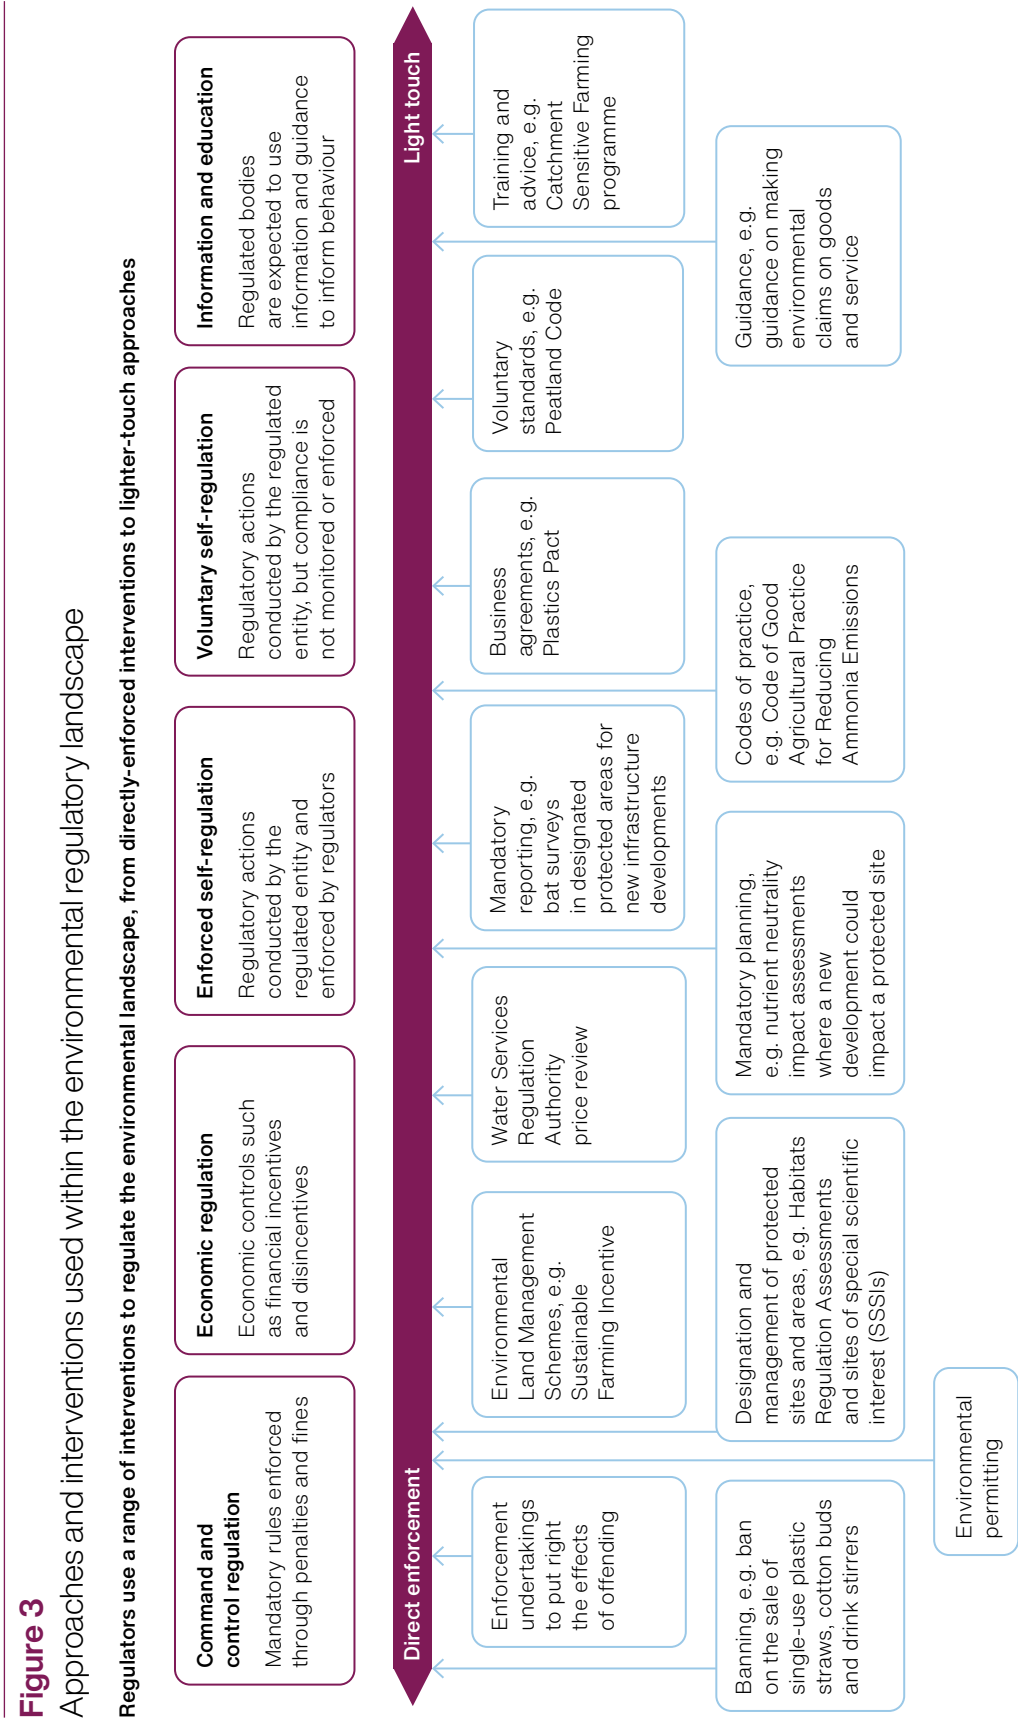 Figure 3
Approaches and interventions used within the environmental regulatory landscape
Regulators use a range of interventions to regulate the environmental landscape, from directly-enforced interventions to lighter-touch approaches
Command and
control regulation
Mandatory rules enforced
through penalties and fines
Economic regulation
Economic controls such
as financial incentives
and disincentives
Enforced self-regulation
Regulatory actions
conducted by the
regulated entity and
enforced by regulators
Voluntary self-regulation
Regulatory actions
conducted by the regulated
entity, but compliance is
not monitored or enforced
Information and education
Regulated bodies
are expected to use
information and guidance
to inform behaviour
Direct enforcement
Light touch
Enforcement
undertakings
to put right
the effects
of offending
Environmental
Land Management
Schemes, e.g.
Sustainable
Farming Incentive
Water Services
Regulation
Authority
price review
Mandatory
reporting, e.g.
bat surveys
in designated
protected areas for
new infrastructure
developments
Business
agreements, e.g.
Plastics Pact
Voluntary
standards, e.g.
Peatland Code
Training and
advice, e.g.
Catchment
Sensitive Farming
programme
Banning, e.g. ban
on the sale of
single-use plastic
straws, cotton buds
and drink stirrers
Designation and
management of protected
sites and areas, e.g. Habitats
Regulation Assessments
and sites of special scientific
interest (SSSIs)
Mandatory planning,
e.g. nutrient neutrality
impact assessments
where a new
development could
impact a protected site
Codes of practice,
e.g. Code of Good
Agricultural Practice
for Reducing
Ammonia Emissions
Guidance, e.g.
guidance on making
environmental
claims on goods
and service
Environmental
permitting